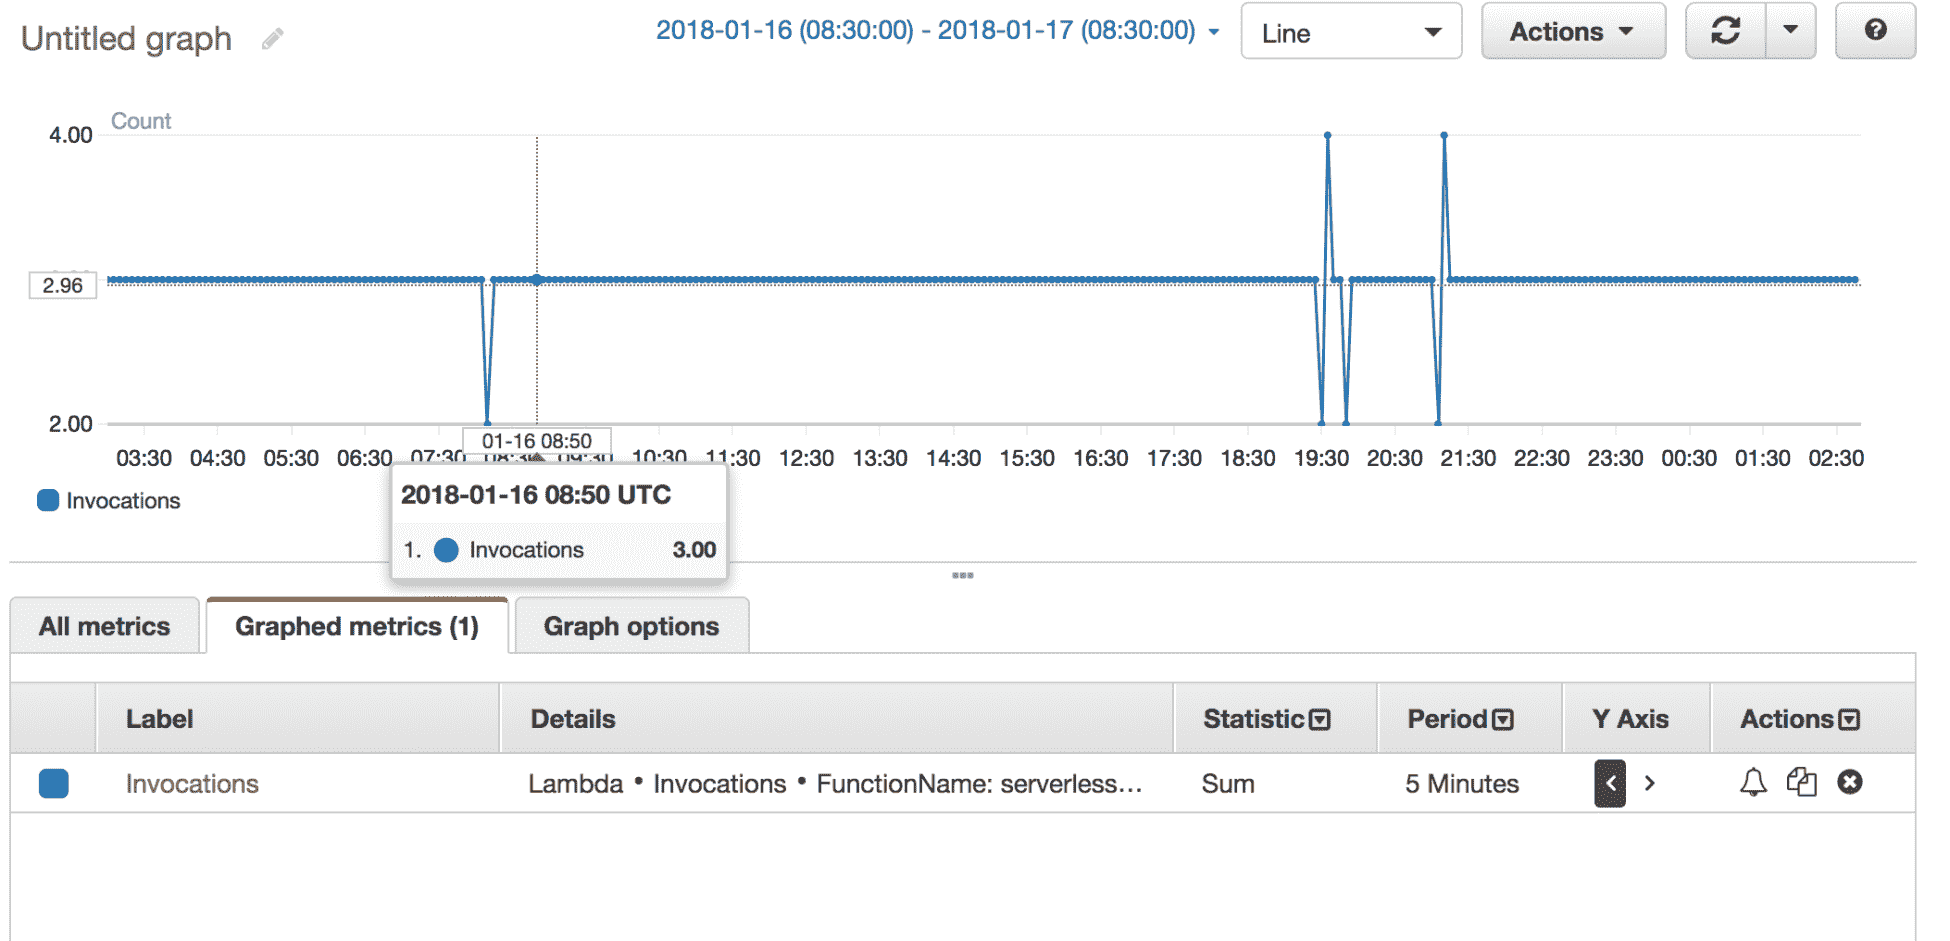 Untitled graph
2018-01-16 (08:30:00) - 2018-01-17 (08:30:00)
Line
Actions
Count
4.00
2.96
2.00
01-16 08:50
03:30 04:30 05:30 06:30 07:30 08:30 09:30 10:30 11:30 12:30 13:30 14:30 15:30 16:30 17:30 18:30 19:30 20:30 21:30 22:30 23:30 00:30 01:30 02:30
Invocations
2018-01-16 08:50 UTC
1. Invocations 3.00
All metrics
Graphed metrics (1)
Graph options
Label Details Statistic Period Y Axis Actions
Invocations Lambda • Invocations • FunctionName: serverless... Sum 5 Minutes